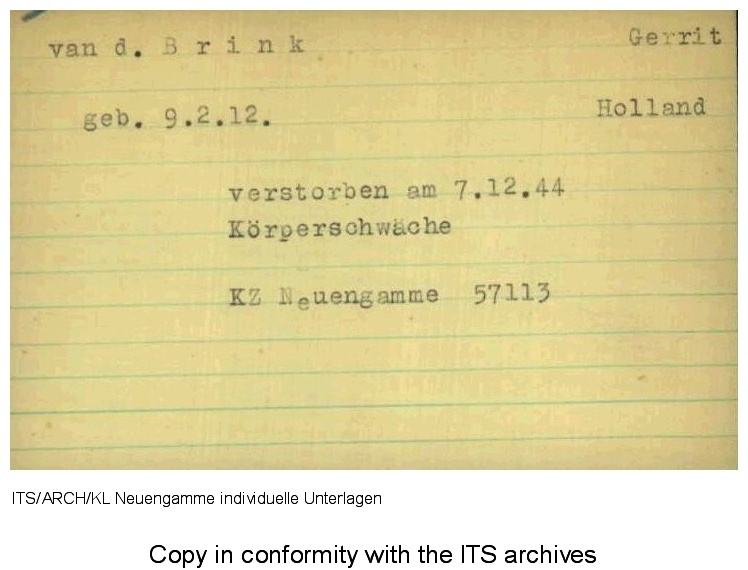 van d. B r i n k Gerrit
geb. 9.2.12. Holland
verstorben am 7.12.44
Körperschwäche
KZ Neuengamme 57113
ITS/ARCH/KL Neuengamme individuelle Unterlagen
Copy in conformity with the ITS archives